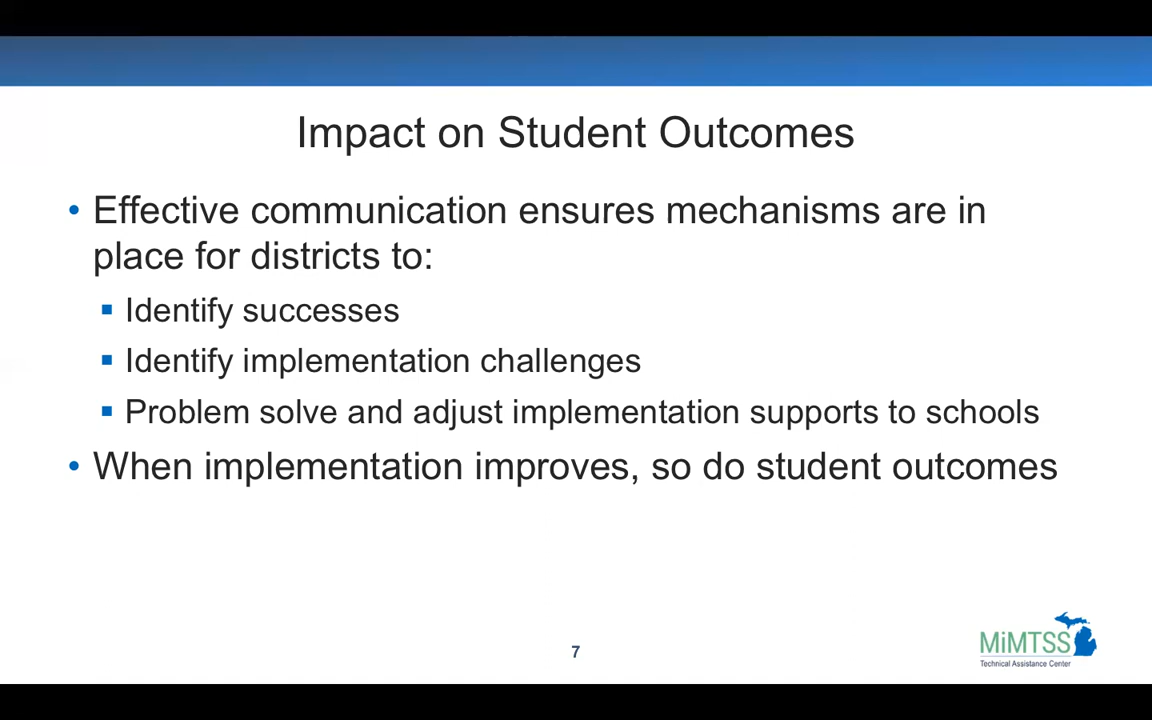 Impact on Student Outcomes
• Effective communication ensures mechanisms are in
place for districts to:
▪ Identify successes
▪ Identify implementation challenges
▪ Problem solve and adjust implementation supports to schools
• When implementation improves, so do student outcomes
7
MiMTSS
Technical Assistance Center